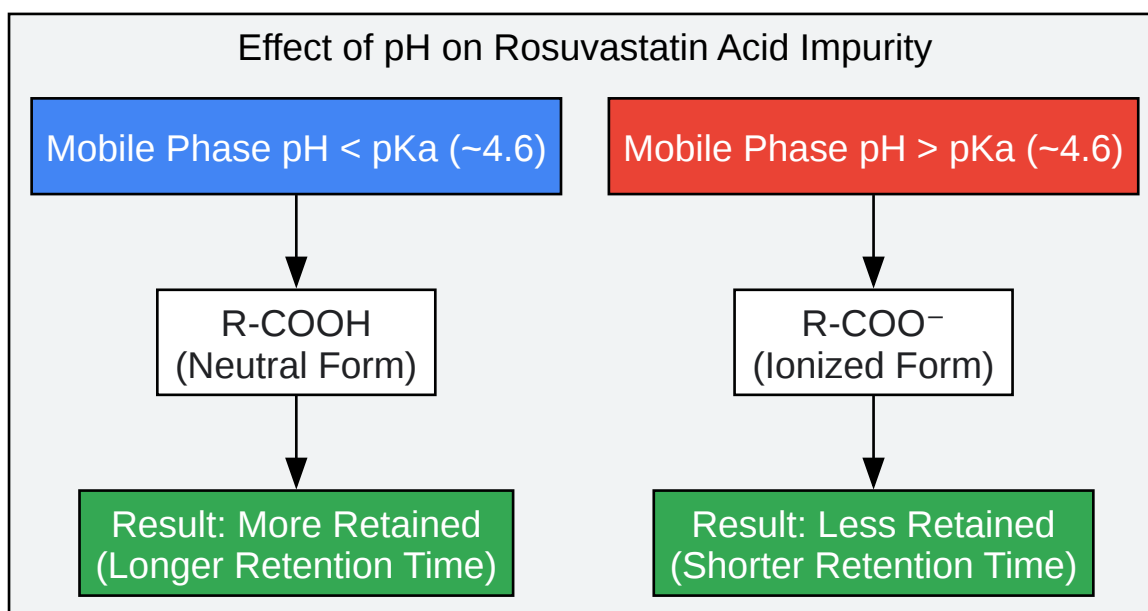 Effect of pH on Rosuvastatin Acid Impurity
Mobile Phase pH < pKa (~4.6)
R-COOH
(Neutral Form)
Result: More Retained
(Longer Retention Time)
Mobile Phase pH > pKa (~4.6)
R-COO⁻
(Ionized Form)
Result: Less Retained
(Shorter Retention Time)